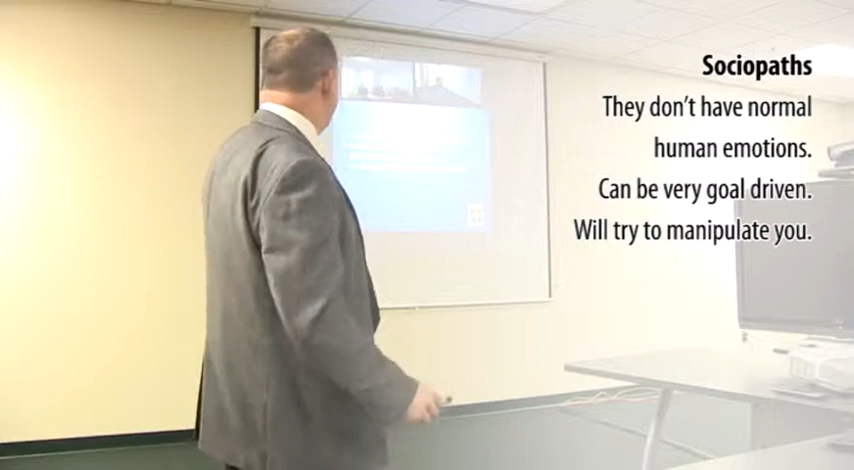 Sociopaths
They don't have normal
human emotions.
Can be very goal driven.
Will try to manipulate you.